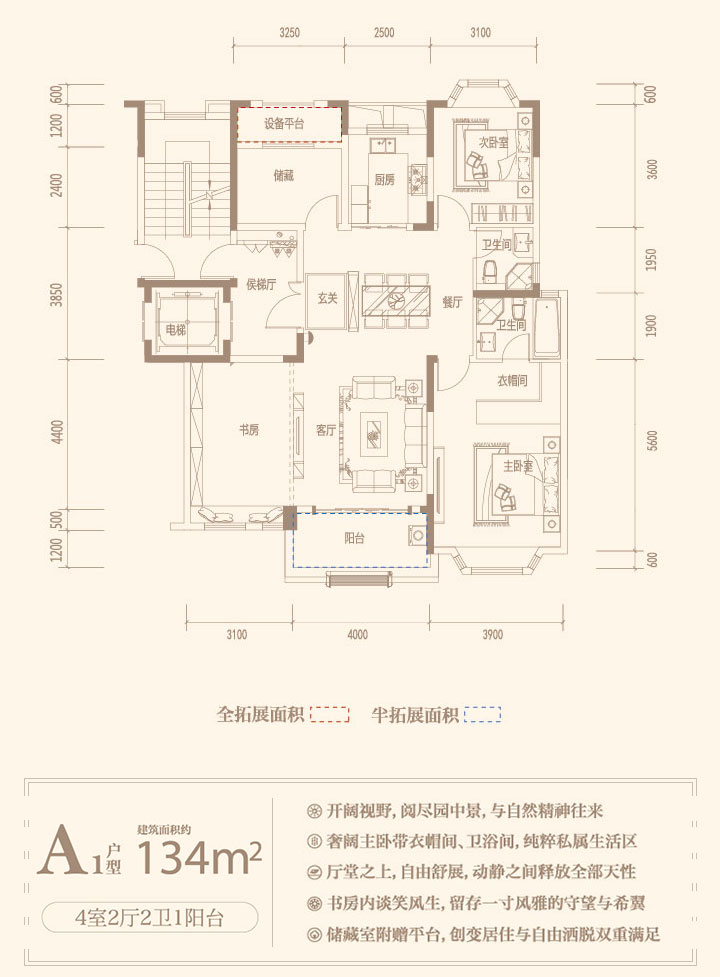 3250 2500 3100
600
1200
2400
3850
4400
500
1200
600
3600
1950
1900
5600
600
设备平台
储藏
厨房
次卧室
卫生间
侯梯厅
玄关
餐厅
电梯
卫生间
衣帽间
书房
客厅
主卧室
阳台
3100 4000 3900
全拓展面积 半拓展面积
A1户型
建筑面积约
134m²
4室2厅2卫1阳台
开阔视野, 阅尽园中景, 与自然精神往来
奢阔主卧带衣帽间、卫浴间, 纯粹私属生活区
厅堂之上, 自由舒展, 动静之间释放全部天性
书房内谈笑风生, 留存一寸风雅的守望与希翼
储藏室附赠平台, 创变居住与自由洒脱双重满足